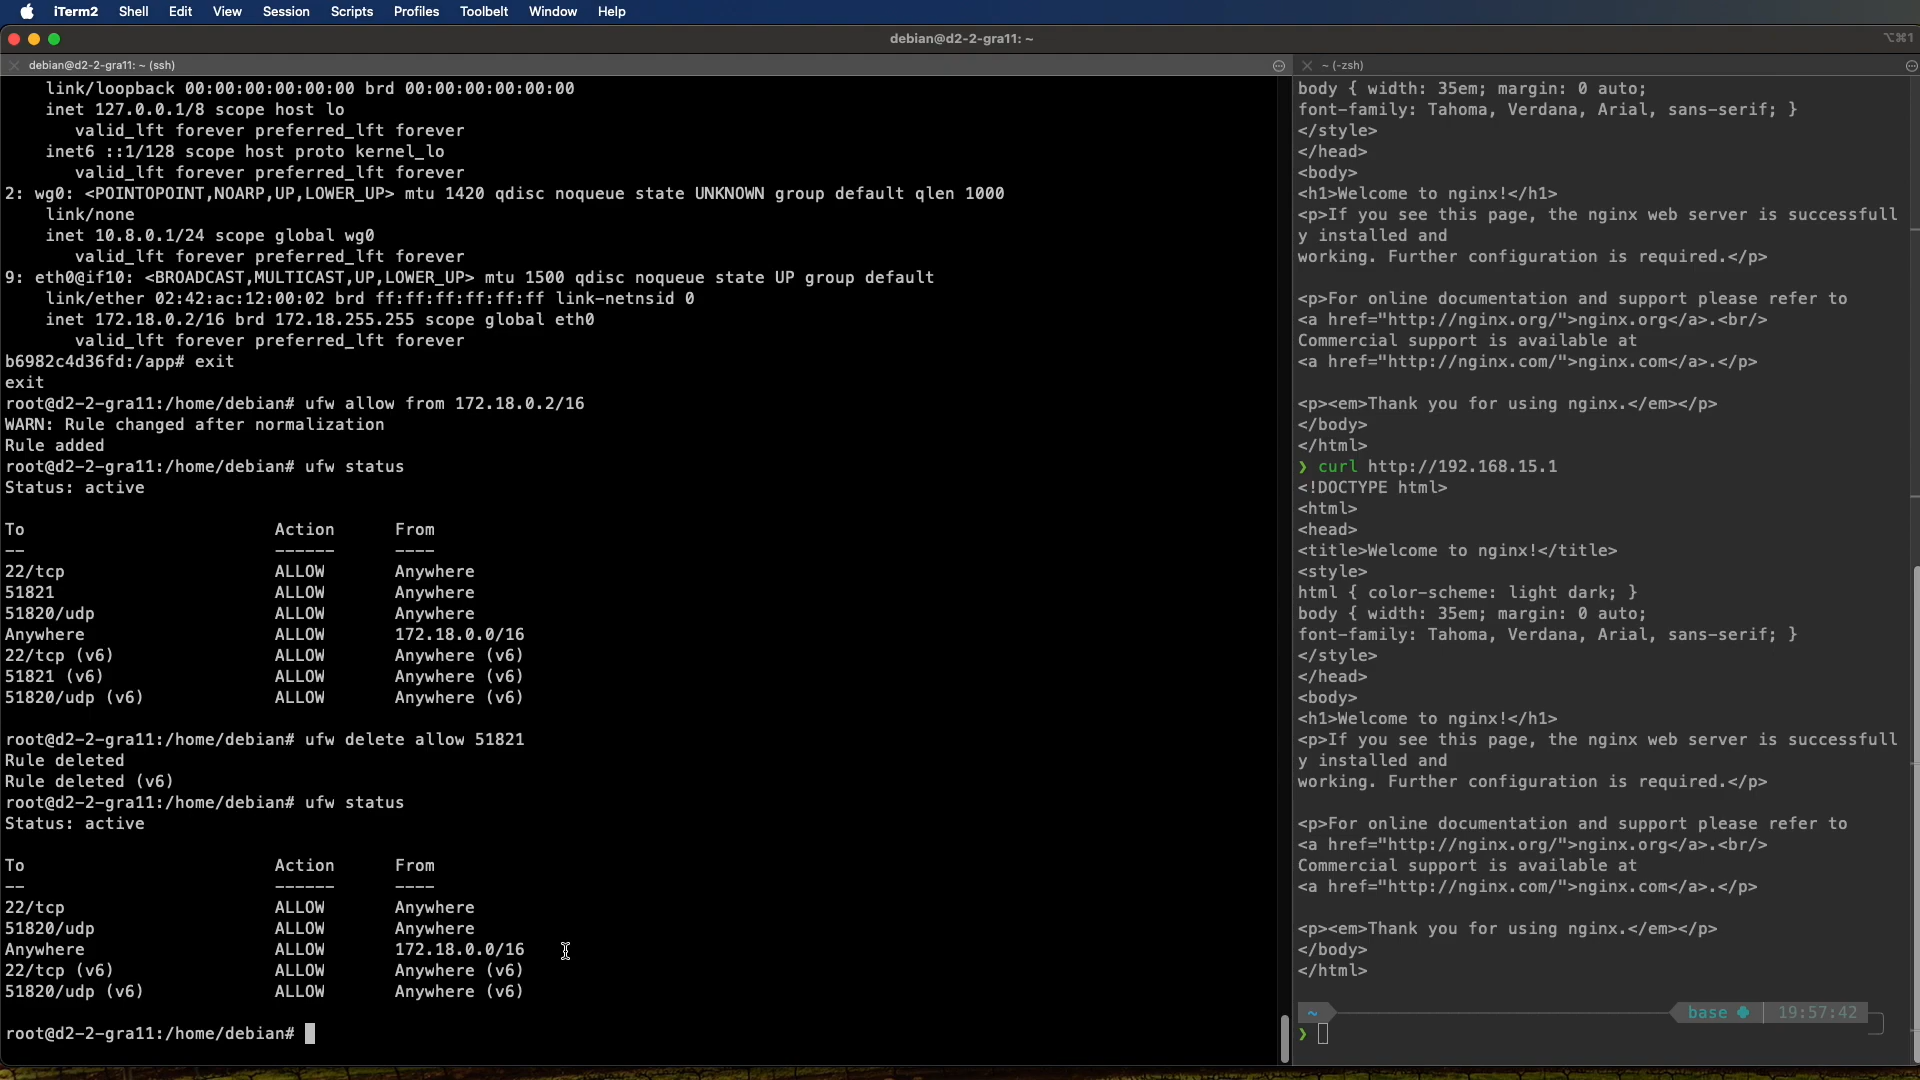 iTerm2 Shell Edit View Session Scripts Profiles Toolbelt Window Help
debian@d2-2-gra11: ~
⌥⌘1
debian@d2-2-gra11: ~ (ssh)
    link/loopback 00:00:00:00:00:00 brd 00:00:00:00:00:00
    inet 127.0.0.1/8 scope host lo
       valid_lft forever preferred_lft forever
    inet6 ::1/128 scope host proto kernel_lo
       valid_lft forever preferred_lft forever
2: wg0: <POINTOPOINT,NOARP,UP,LOWER_UP> mtu 1420 qdisc noqueue state UNKNOWN group default qlen 1000
    link/none
    inet 10.8.0.1/24 scope global wg0
       valid_lft forever preferred_lft forever
9: eth0@if10: <BROADCAST,MULTICAST,UP,LOWER_UP> mtu 1500 qdisc noqueue state UP group default
    link/ether 02:42:ac:12:00:02 brd ff:ff:ff:ff:ff:ff link-netnsid 0
    inet 172.18.0.2/16 brd 172.18.255.255 scope global eth0
       valid_lft forever preferred_lft forever
b6982c4d36fd:/app# exit
exit
root@d2-2-gra11:/home/debian# ufw allow from 172.18.0.2/16
WARN: Rule changed after normalization
Rule added
root@d2-2-gra11:/home/debian# ufw status
Status: active
To                         Action      From
--                         ------      ----
22/tcp                     ALLOW       Anywhere
51821                      ALLOW       Anywhere
51820/udp                  ALLOW       Anywhere
Anywhere                   ALLOW       172.18.0.0/16
22/tcp (v6)                ALLOW       Anywhere (v6)
51821 (v6)                 ALLOW       Anywhere (v6)
51820/udp (v6)             ALLOW       Anywhere (v6)
root@d2-2-gra11:/home/debian# ufw delete allow 51821
Rule deleted
Rule deleted (v6)
root@d2-2-gra11:/home/debian# ufw status
Status: active
To                         Action      From
--                         ------      ----
22/tcp                     ALLOW       Anywhere
51820/udp                  ALLOW       Anywhere
Anywhere                   ALLOW       172.18.0.0/16
22/tcp (v6)                ALLOW       Anywhere (v6)
51820/udp (v6)             ALLOW       Anywhere (v6)
root@d2-2-gra11:/home/debian#
~ (-zsh)
body { width: 35em; margin: 0 auto;
font-family: Tahoma, Verdana, Arial, sans-serif; }
</style>
</head>
<body>
<h1>Welcome to nginx!</h1>
<p>If you see this page, the nginx web server is successfull
y installed and
working. Further configuration is required.</p>
<p>For online documentation and support please refer to
<a href="http://nginx.org/">nginx.org</a>.<br/>
Commercial support is available at
<a href="http://nginx.com/">nginx.com</a>.</p>
<p><em>Thank you for using nginx.</em></p>
</body>
</html>
❯ curl http://192.168.15.1
<!DOCTYPE html>
<html>
<head>
<title>Welcome to nginx!</title>
<style>
html { color-scheme: light dark; }
body { width: 35em; margin: 0 auto;
font-family: Tahoma, Verdana, Arial, sans-serif; }
</style>
</head>
<body>
<h1>Welcome to nginx!</h1>
<p>If you see this page, the nginx web server is successfull
y installed and
working. Further configuration is required.</p>
<p>For online documentation and support please refer to
<a href="http://nginx.org/">nginx.org</a>.<br/>
Commercial support is available at
<a href="http://nginx.com/">nginx.com</a>.</p>
<p><em>Thank you for using nginx.</em></p>
</body>
</html>
~ base 19:57:42
❯